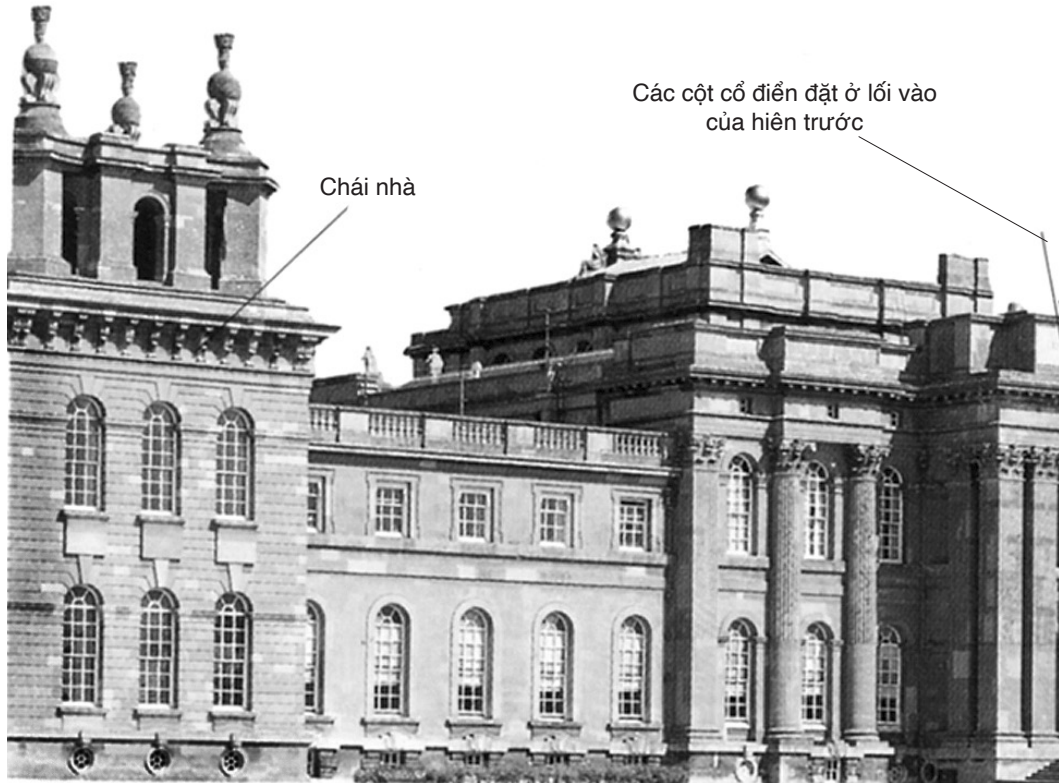 Các cột cổ điển đặt ở lối vào
của hiên trước
Chái nhà